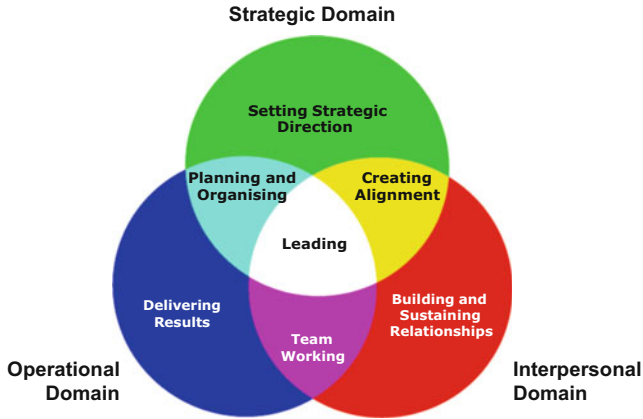 Strategic Domain
Setting Strategic
Direction
Planning and
Organising
Creating
Alignment
Leading
Delivering
Results
Building and
Sustaining
Relationships
Team
Working
Operational
Domain
Interpersonal
Domain